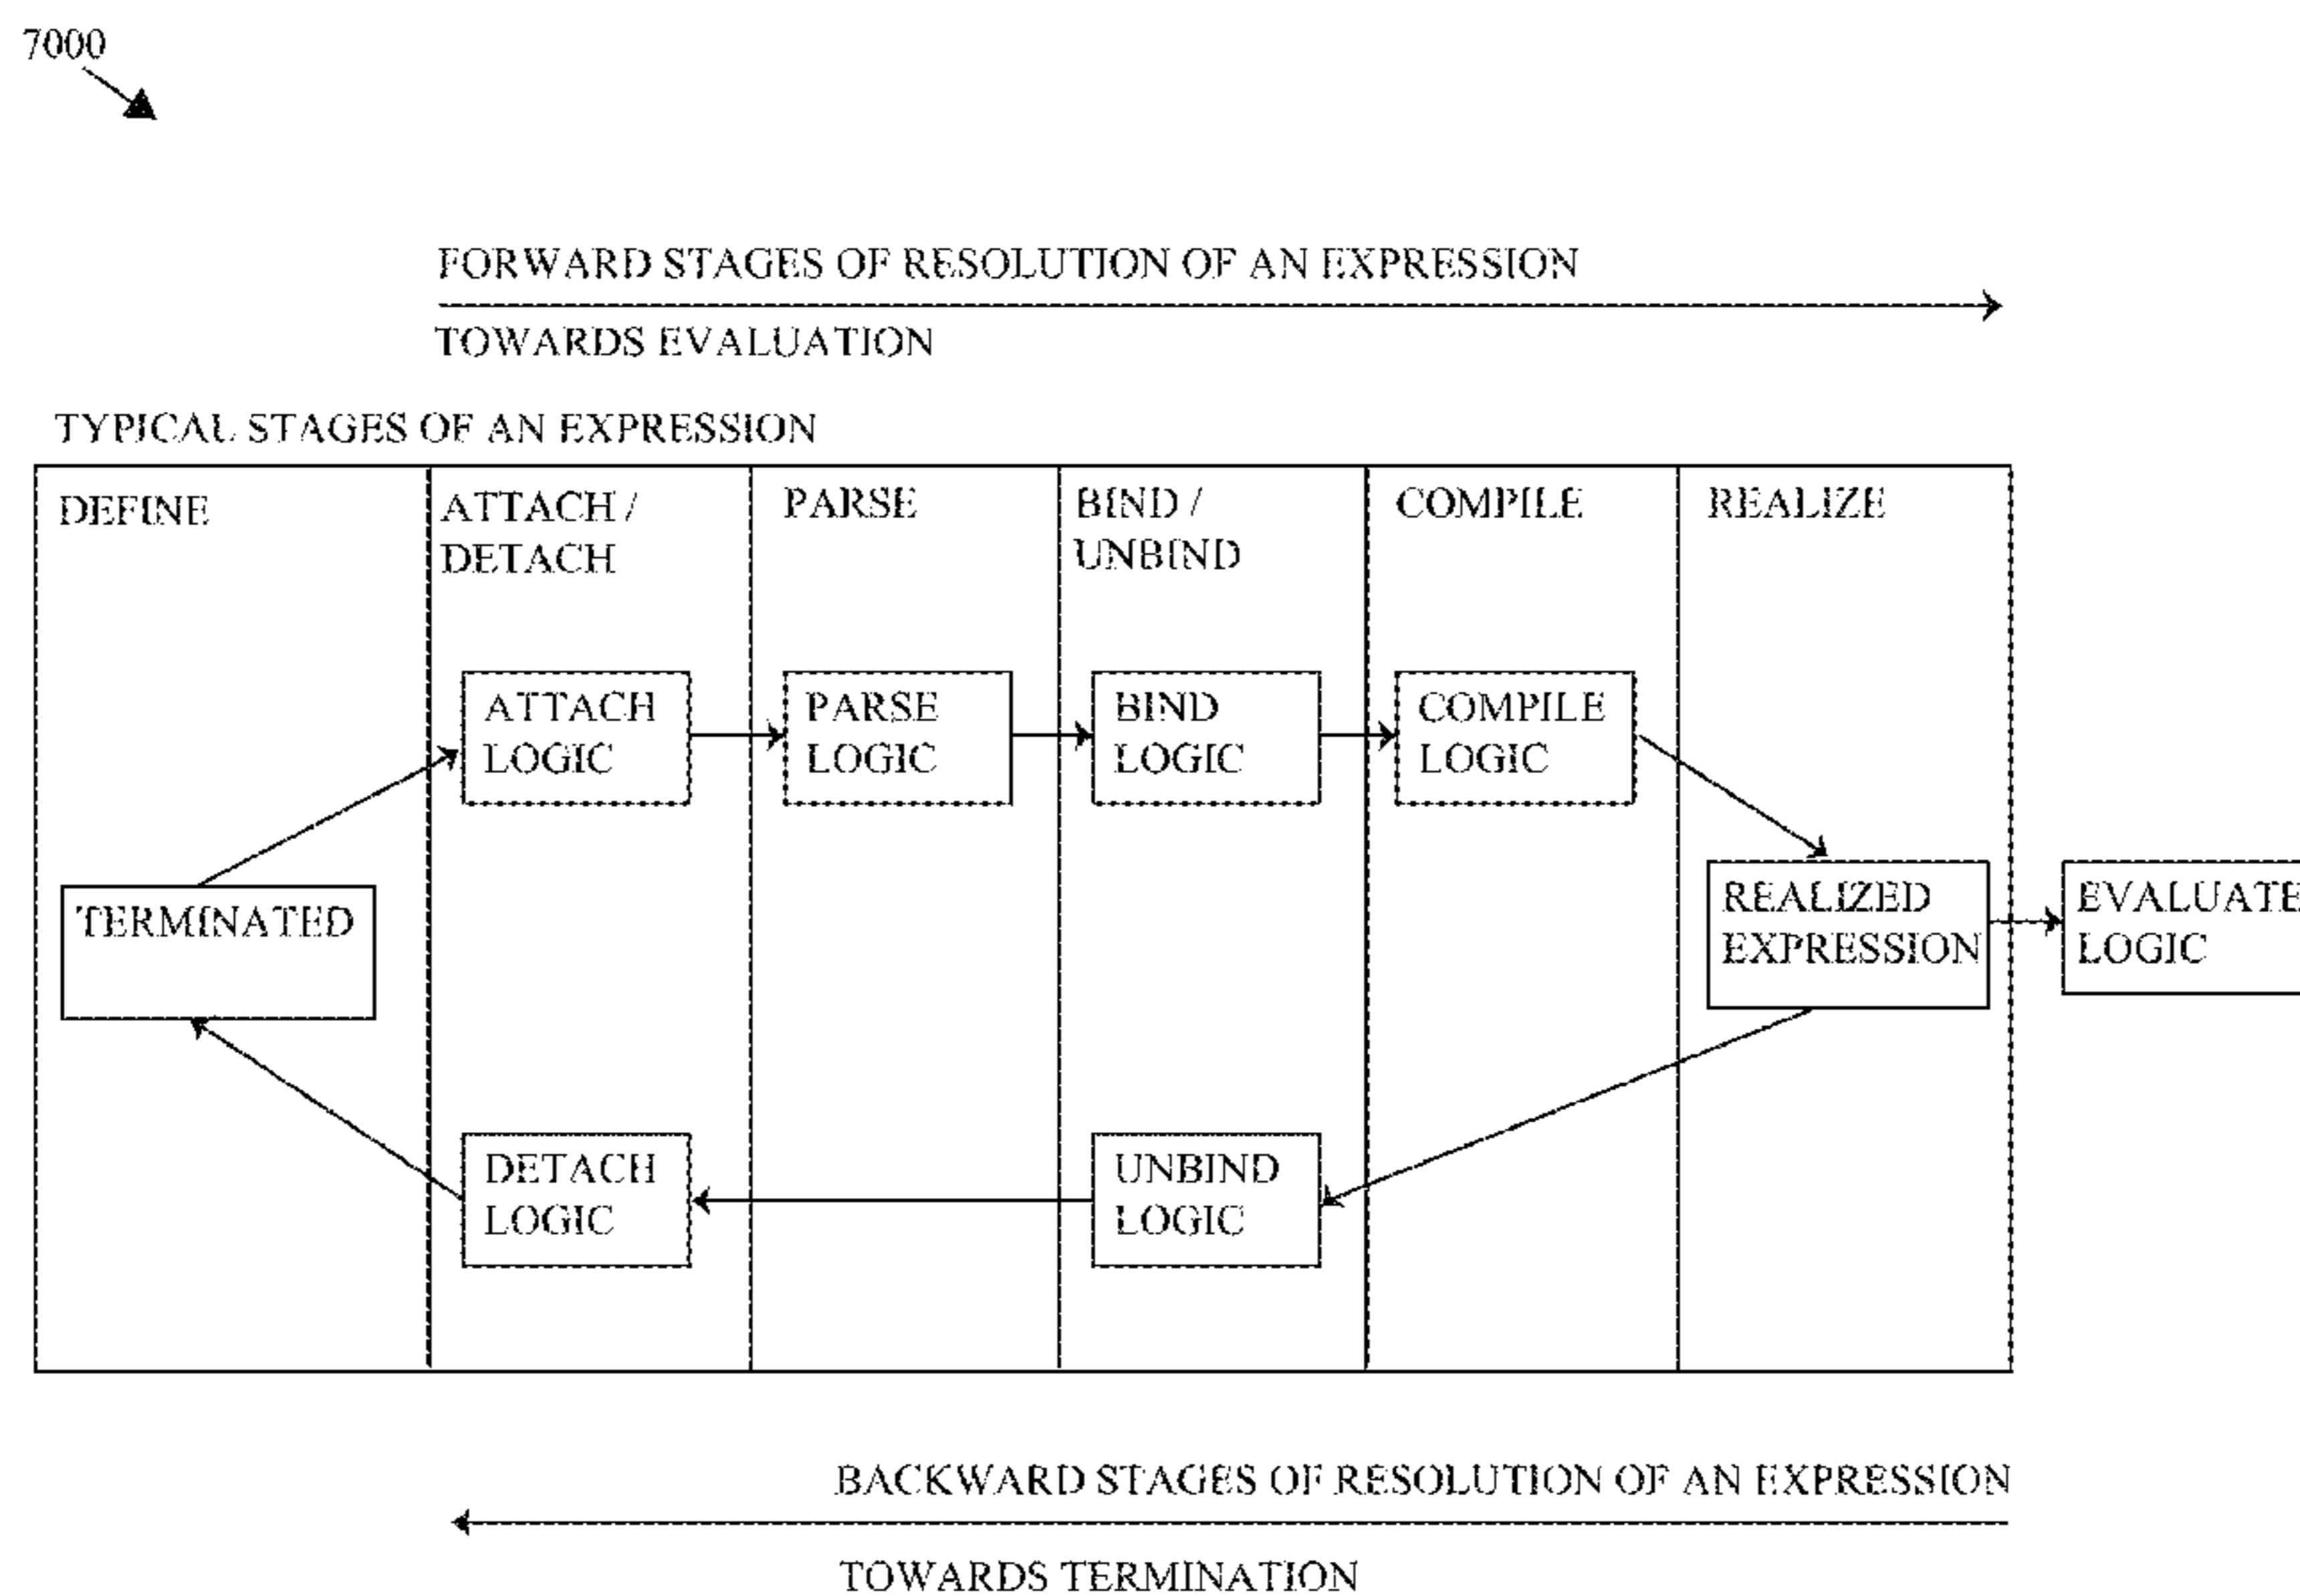 7000
FORWARD STAGES OF RESOLUTION OF AN EXPRESSION
TOWARDS EVALUATION
TYPICAL STAGES OF AN EXPRESSION
DEFINE
ATTACH /
DETACH
PARSE
BIND /
UNBIND
COMPILE
REALIZE
ATTACH
LOGIC
PARSE
LOGIC
BIND
LOGIC
COMPILE
LOGIC
TERMINATED
REALIZED
EXPRESSION
EVALUATE
LOGIC
DETACH
LOGIC
UNBIND
LOGIC
BACKWARD STAGES OF RESOLUTION OF AN EXPRESSION
TOWARDS TERMINATION